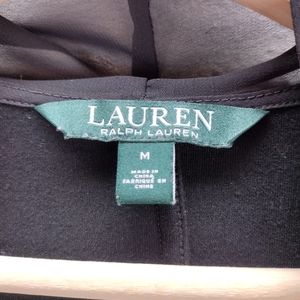 LAUREN
RALPH LAUREN
M
MADE IN
CHINA
FABRIQUÉ EN
CHINE